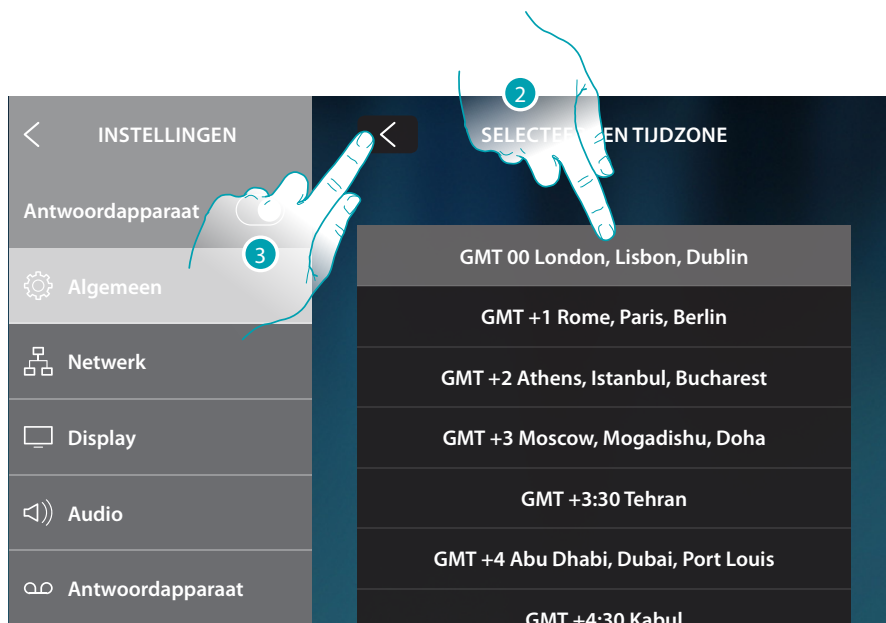 INSTELLINGEN
Antwoordapparaat
Algemeen
Netwerk
Display
Audio
Antwoordapparaat
3
2
SELECTEE EN TIJDZONE
GMT 00 London, Lisbon, Dublin
GMT +1 Rome, Paris, Berlin
GMT +2 Athens, Istanbul, Bucharest
GMT +3 Moscow, Mogadishu, Doha
GMT +3:30 Tehran
GMT +4 Abu Dhabi, Dubai, Port Louis
GMT +4:30 Kabul